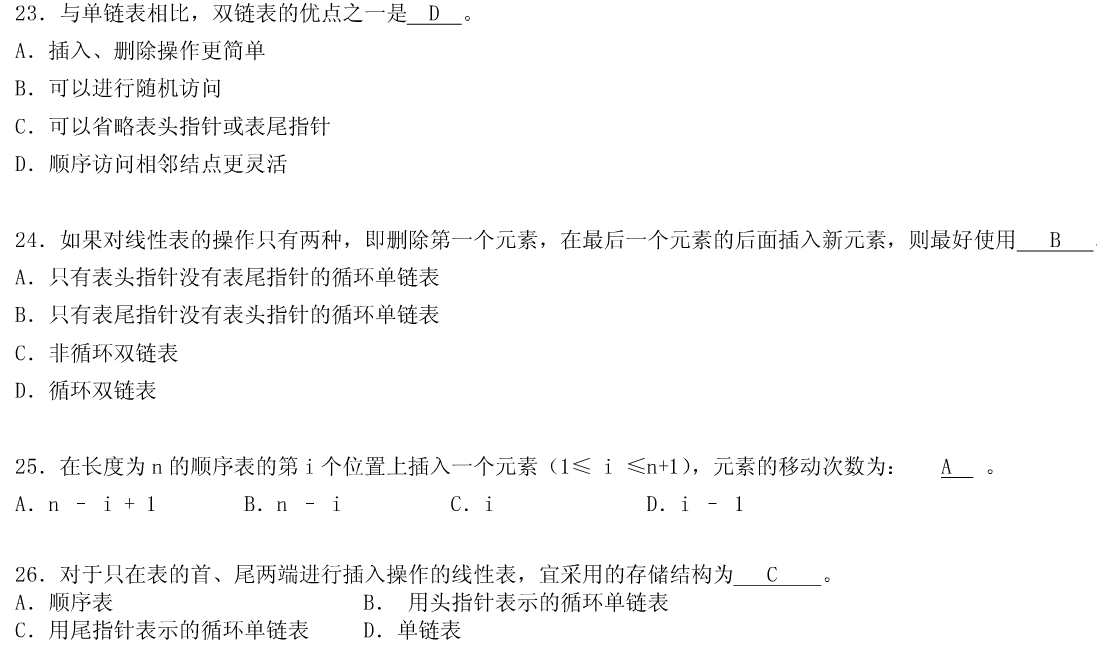 23．与单链表相比，双链表的优点之一是 D 。
A．插入、删除操作更简单
B．可以进行随机访问
C．可以省略表头指针或表尾指针
D．顺序访问相邻结点更灵活
24．如果对线性表的操作只有两种，即删除第一个元素，在最后一个元素的后面插入新元素，则最好使用 B .
A．只有表头指针没有表尾指针的循环单链表
B．只有表尾指针没有表头指针的循环单链表
C．非循环双链表
D．循环双链表
25．在长度为 n 的顺序表的第 i 个位置上插入一个元素（1≤ i ≤n+1），元素的移动次数为： A 。
A．n – i + 1 B．n – i C．i D．i – 1
26．对于只在表的首、尾两端进行插入操作的线性表，宜采用的存储结构为 C 。
A．顺序表 B． 用头指针表示的循环单链表
C．用尾指针表示的循环单链表 D．单链表